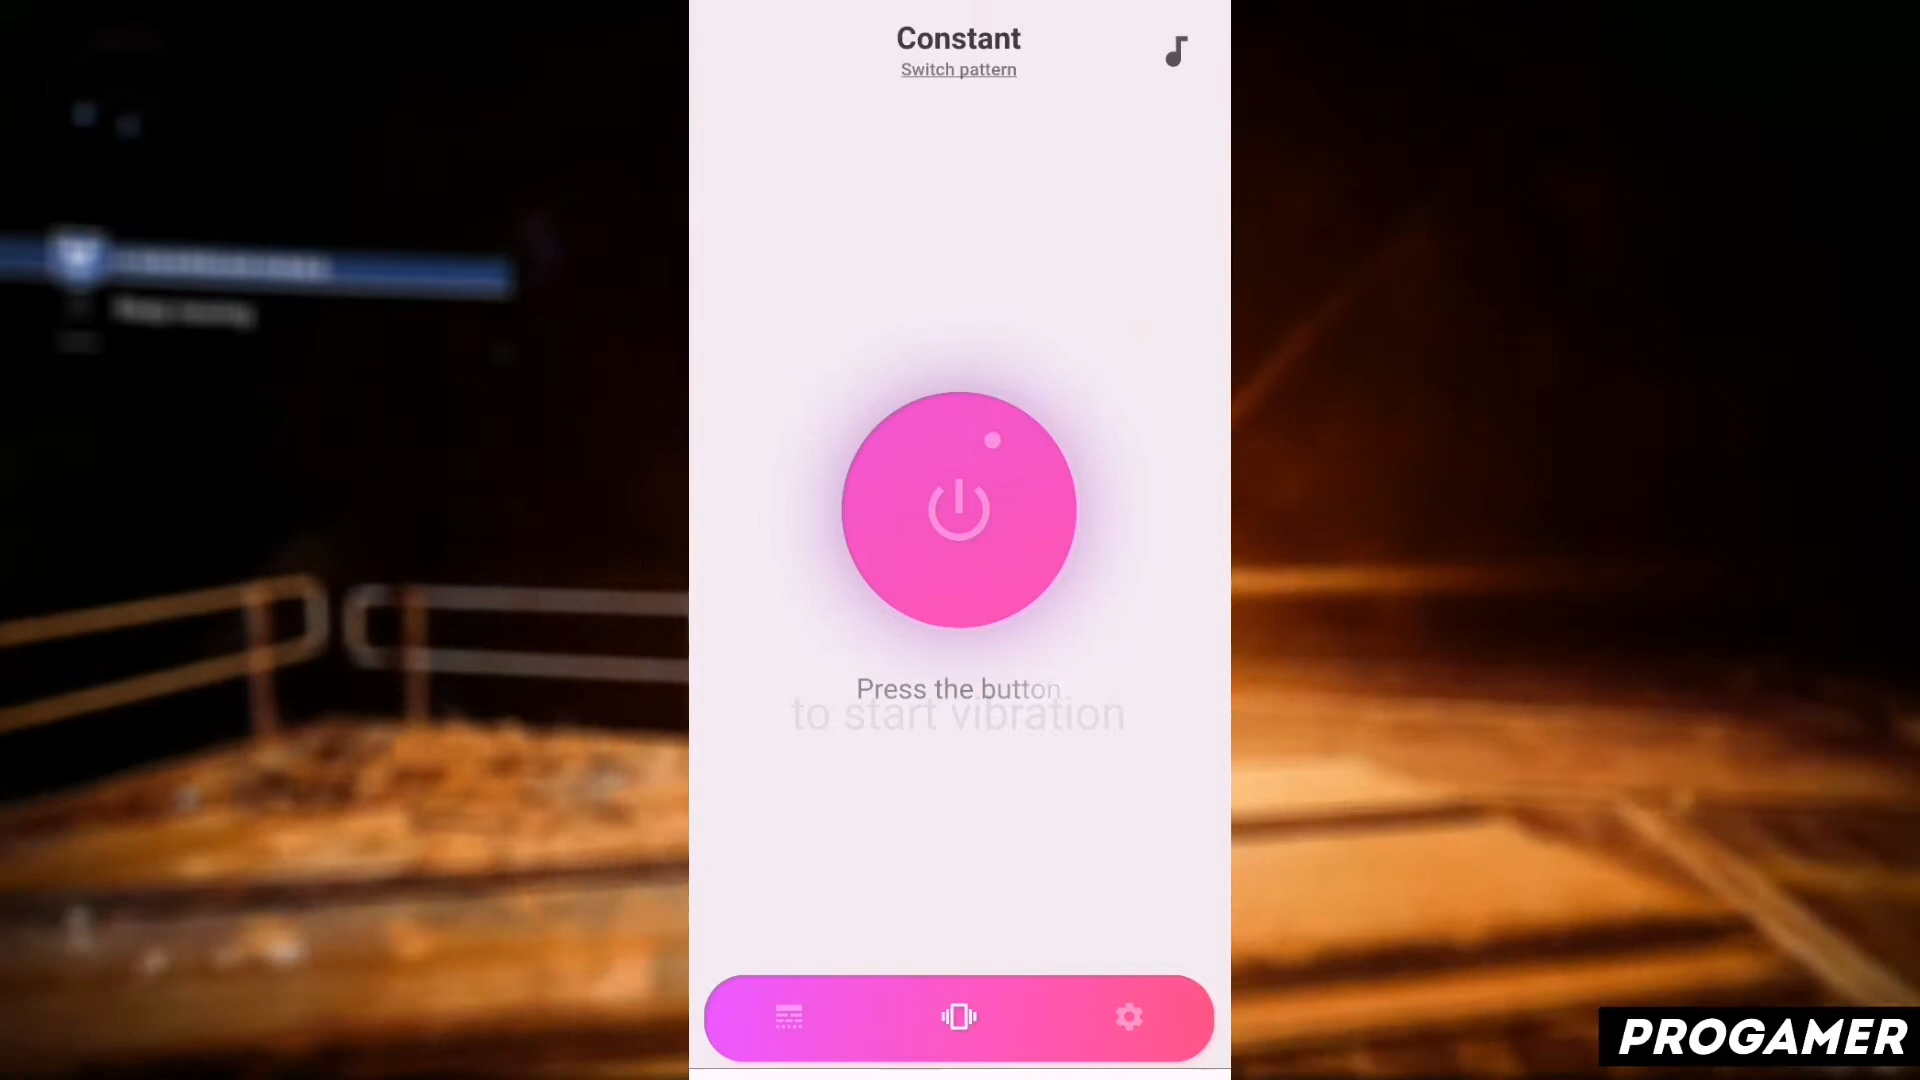 Constant
Switch pattern
Press the button
to start vibration
PROGAMER